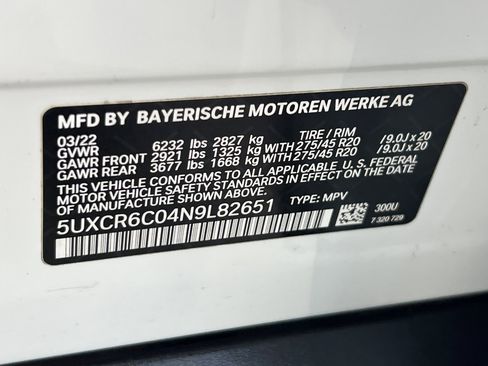 MFD BY BAYERISCHE MOTOREN WERKE AG
03/22 TIRE / RIM
GVWR 6232 lbs 2827 kg
GAWR FRONT 2921 lbs 1325 kg WITH 275/45 R20 /9.0J x 20
GAWR REAR 3677 lbs 1668 kg WITH 275/45 R20 /9.0J x 20
THIS VEHICLE CONFORMS TO ALL APPLICABLE U. S. FEDERAL
MOTOR VEHICLE SAFETY STANDARDS IN EFFECT ON THE DATE
OF MANUFACTURE SHOWN ABOVE.
5UXCR6C04N9L82651 TYPE: MPV
300U
7 320 729